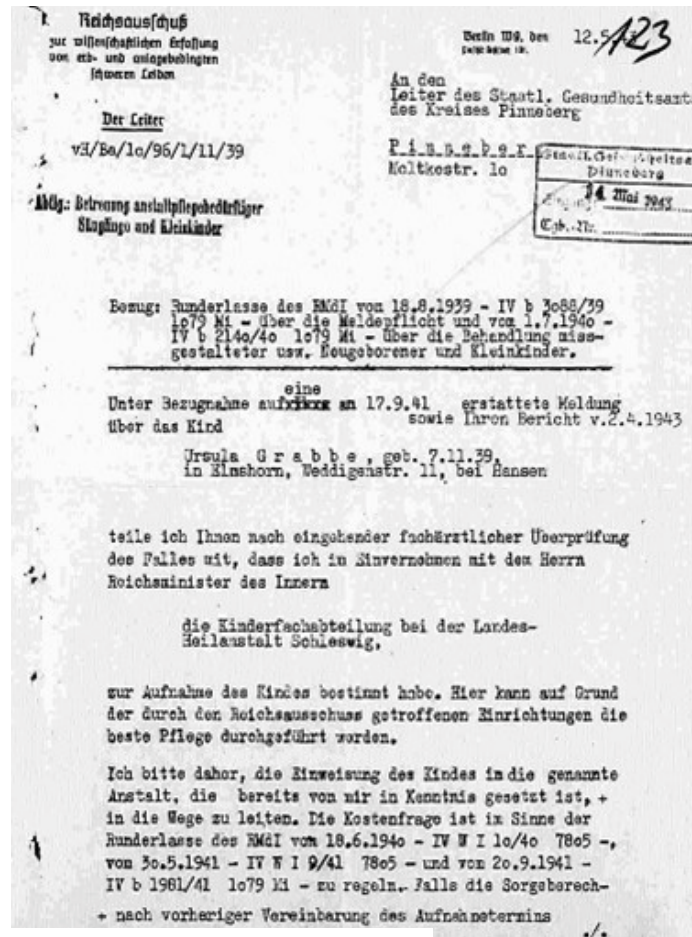 Reichsausschuß
zur wissenschaftlichen Erfassung
von erb- und anlagebedingten
schweren Leiden
Der Leiter
vH/Ba/1o/96/1/11/39
Abtlg.: Betreuung anstaltspflegebedürftiger
Säuglinge und Kleinkinder
Berlin W9, den 12.5.
123
An den
Leiter des Staatl. Gesundheitsamt
des Kreises Pinneberg
P i n n e b e r
Moltkestr. 1o
Pinneberg
14 Mai 1943
Tgb.-Nr.
Bezug: Runderlasse des RMdI vom 18.8.1939 - IV b 3o88/39
1o79 Mi - über die Meldepflicht und vom 1.7.194o -
IV b 214o/4o 1o79 Mi - über die Behandlung miss-
gestalteter usw. Neugeborener und Kleinkinder.
eine
Unter Bezugnahme auf am 17.9.41 erstattete Meldung
über das Kind sowie Ihren Bericht v.2.4.1943
Ursula G r a b b e , geb. 7.11.39,
in Elmshorn, Weddigenstr. 11, bei Hansen
teile ich Ihnen nach eingehender fachärztlicher Überprüfung
des Falles mit, dass ich im Einvernehmen mit dem Herrn
Reichsminister des Innern
die Kinderfachabteilung bei der Landes-
Heilanstalt Schleswig,
zur Aufnahme des Kindes bestimmt habe. Hier kann auf Grund
der durch den Reichsausschuss getroffenen Einrichtungen die
beste Pflege durchgeführt werden.
Ich bitte daher, die Einweisung des Kindes in die genannte
Anstalt, die bereits von mir in Kenntnis gesetzt ist, +
in die Wege zu leiten. Die Kostenfrage ist im Sinne der
Runderlasse des RMdI vom 18.6.194o - IV W I 1o/4o 78o5 -,
vom 3o.5.1941 - IV W I 9/41 78o5 - und vom 2o.9.1941 -
IV b 1981/41 1o79 Mi - zu regeln. Falls die Sorgeberech-
+ nach vorheriger Vereinbarung des Aufnahmetermins
./.